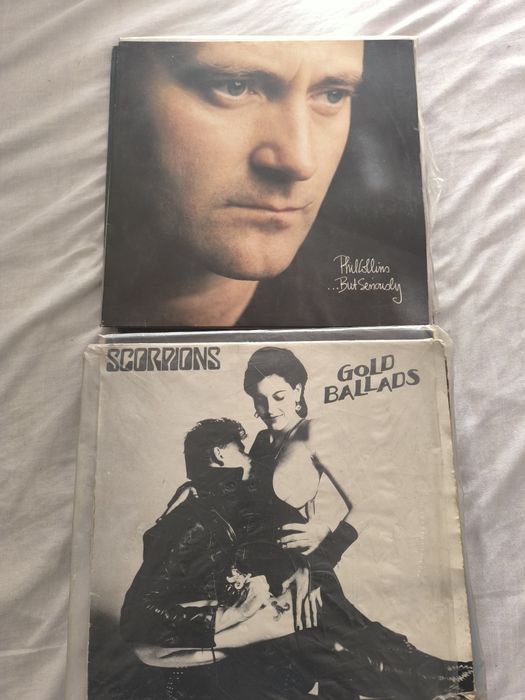 Phil Collins
...But Seriously
SCORPIONS
GOLD
BALLADS